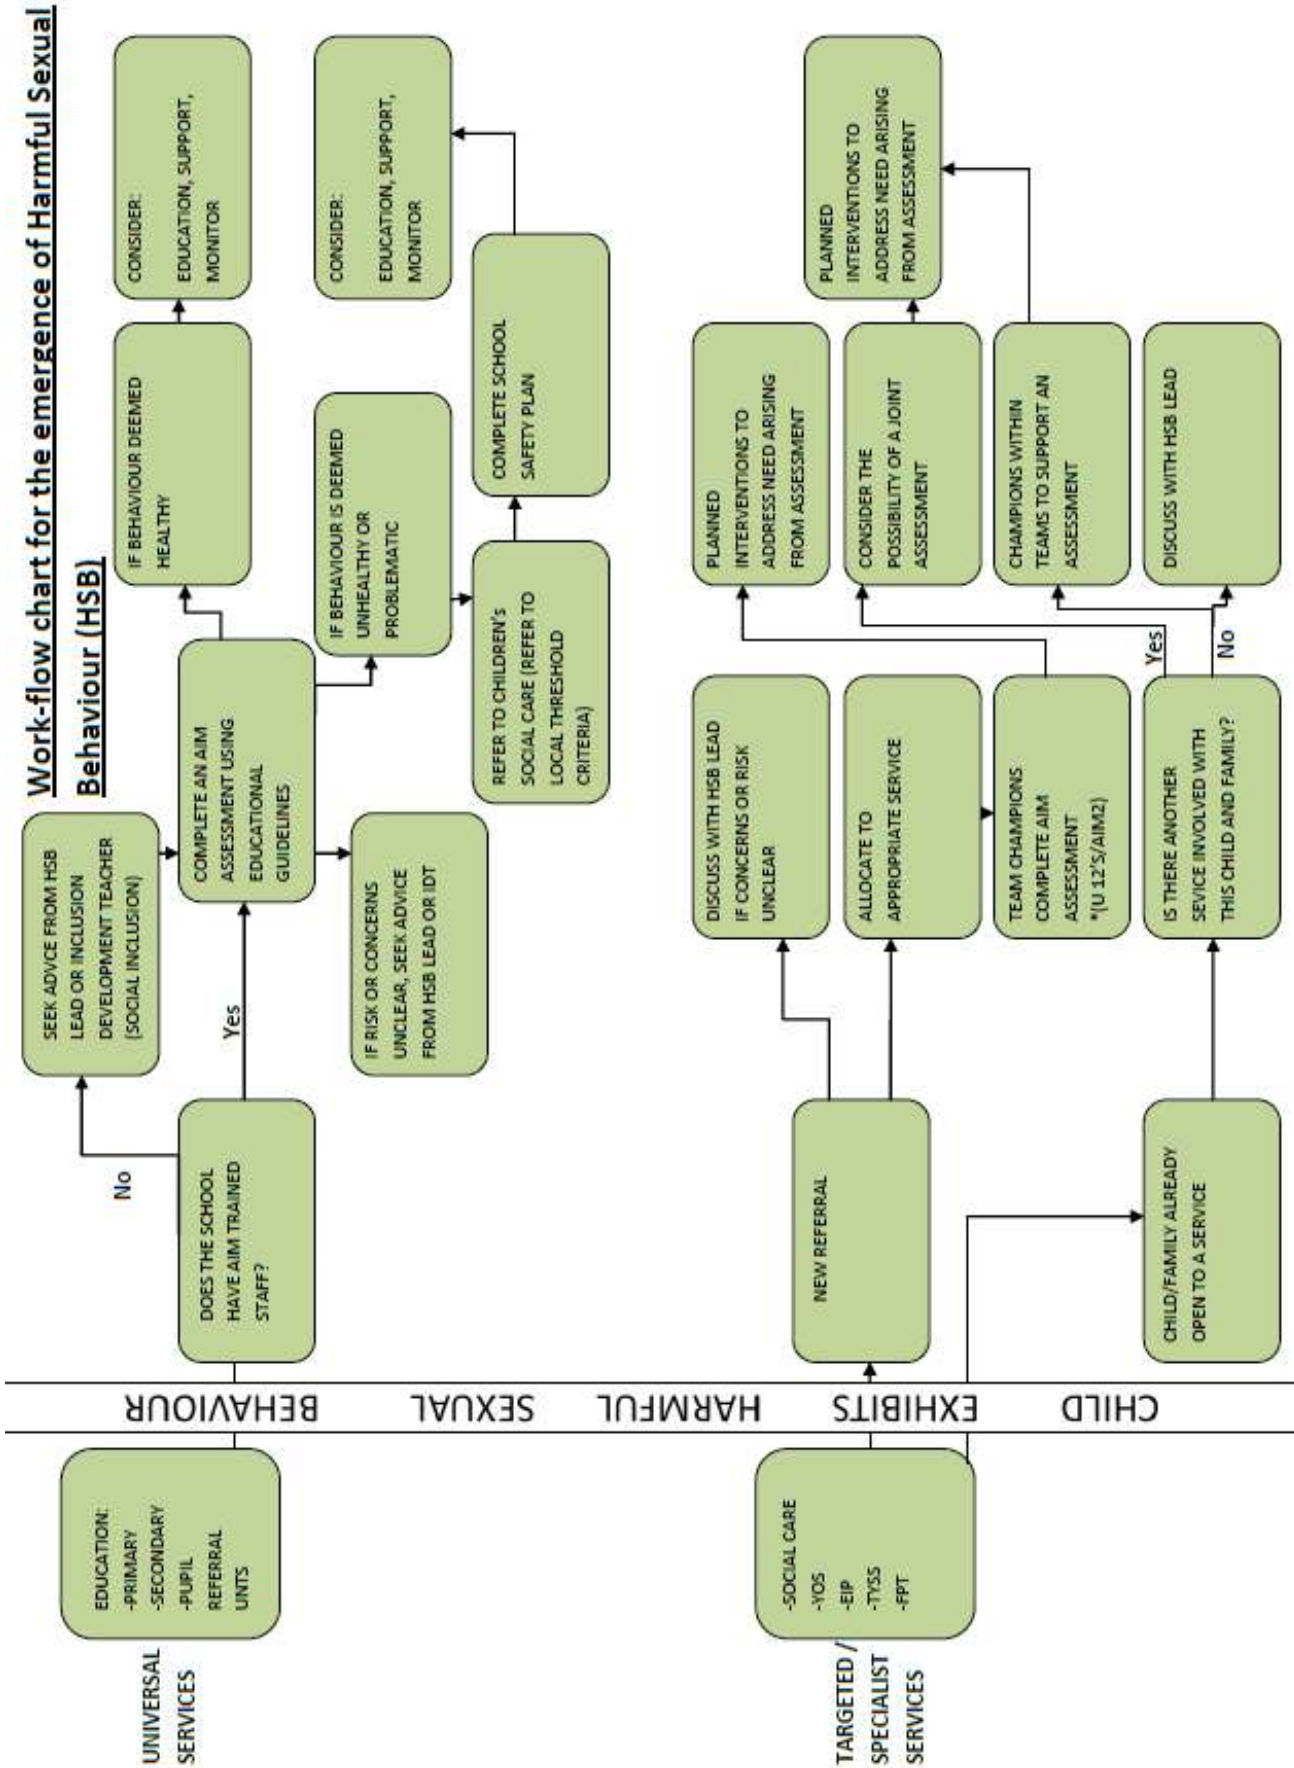 Work-flow chart for the emergence of Harmful Sexual
Behaviour (HSB)
UNIVERSAL
SERVICES
EDUCATION:
-PRIMARY
-SECONDARY
-PUPIL
REFERRAL
UNTS
DOES THE SCHOOL
HAVE AIM TRAINED
STAFF?
No
Yes
SEEK ADVCE FROM HSB
LEAD OR INCLUSION
DEVELOPMENT TEACHER
(SOCIAL INCLUSION)
COMPLETE AN AIM
ASSESSMENT USING
EDUCATIONAL
GUIDELINES
IF RISK OR CONCERNS
UNCLEAR, SEEK ADVICE
FROM HSB LEAD OR IDT
IF BEHAVIOUR DEEMED
HEALTHY
CONSIDER:
EDUCATION, SUPPORT,
MONITOR
IF BEHAVIOUR IS DEEMED
UNHEALTHY OR
PROBLEMATIC
REFER TO CHILDREN's
SOCIAL CARE (REFER TO
LOCAL THRESHOLD
CRITERIA)
COMPLETE SCHOOL
SAFETY PLAN
CONSIDER:
EDUCATION, SUPPORT,
MONITOR
CHILD EXHIBITS HARMFUL SEXUAL BEHAVIOUR
TARGETED /
SPECIALIST
SERVICES
-SOCIAL CARE
-YOS
-EIP
-TYSS
-FPT
NEW REFERRAL
DISCUSS WITH HSB LEAD
IF CONCERNS OR RISK
UNCLEAR
ALLOCATE TO
APPROPRIATE SERVICE
TEAM CHAMPIONS
COMPLETE AIM
ASSESSMENT
*(U 12'S/AIM2)
PLANNED
INTERVENTIONS TO
ADDRESS NEED ARISING
FROM ASSESSMENT
CHILD/FAMILY ALREADY
OPEN TO A SERVICE
IS THERE ANOTHER
SEVICE INVOLVED WITH
THIS CHILD AND FAMILY?
Yes
No
CONSIDER THE
POSSIBILITY OF A JOINT
ASSESSMENT
CHAMPIONS WITHIN
TEAMS TO SUPPORT AN
ASSESSMENT
DISCUSS WITH HSB LEAD
PLANNED
INTERVENTIONS TO
ADDRESS NEED ARISING
FROM ASSESSMENT